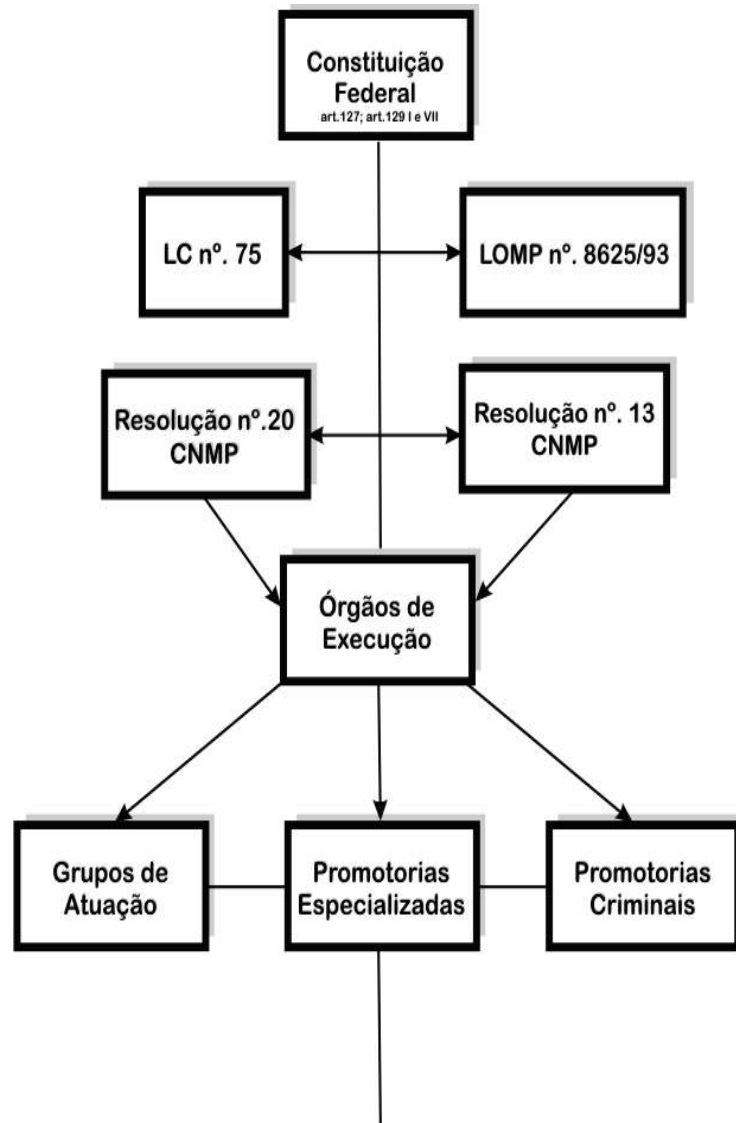 Constituição
Federal
art.127; art.129 I e VII
LC nº. 75
LOMP nº. 8625/93
Resolução nº.20
CNMP
Resolução nº. 13
CNMP
Órgãos de
Execução
Grupos de
Atuação
Promotorias
Especializadas
Promotorias
Criminais